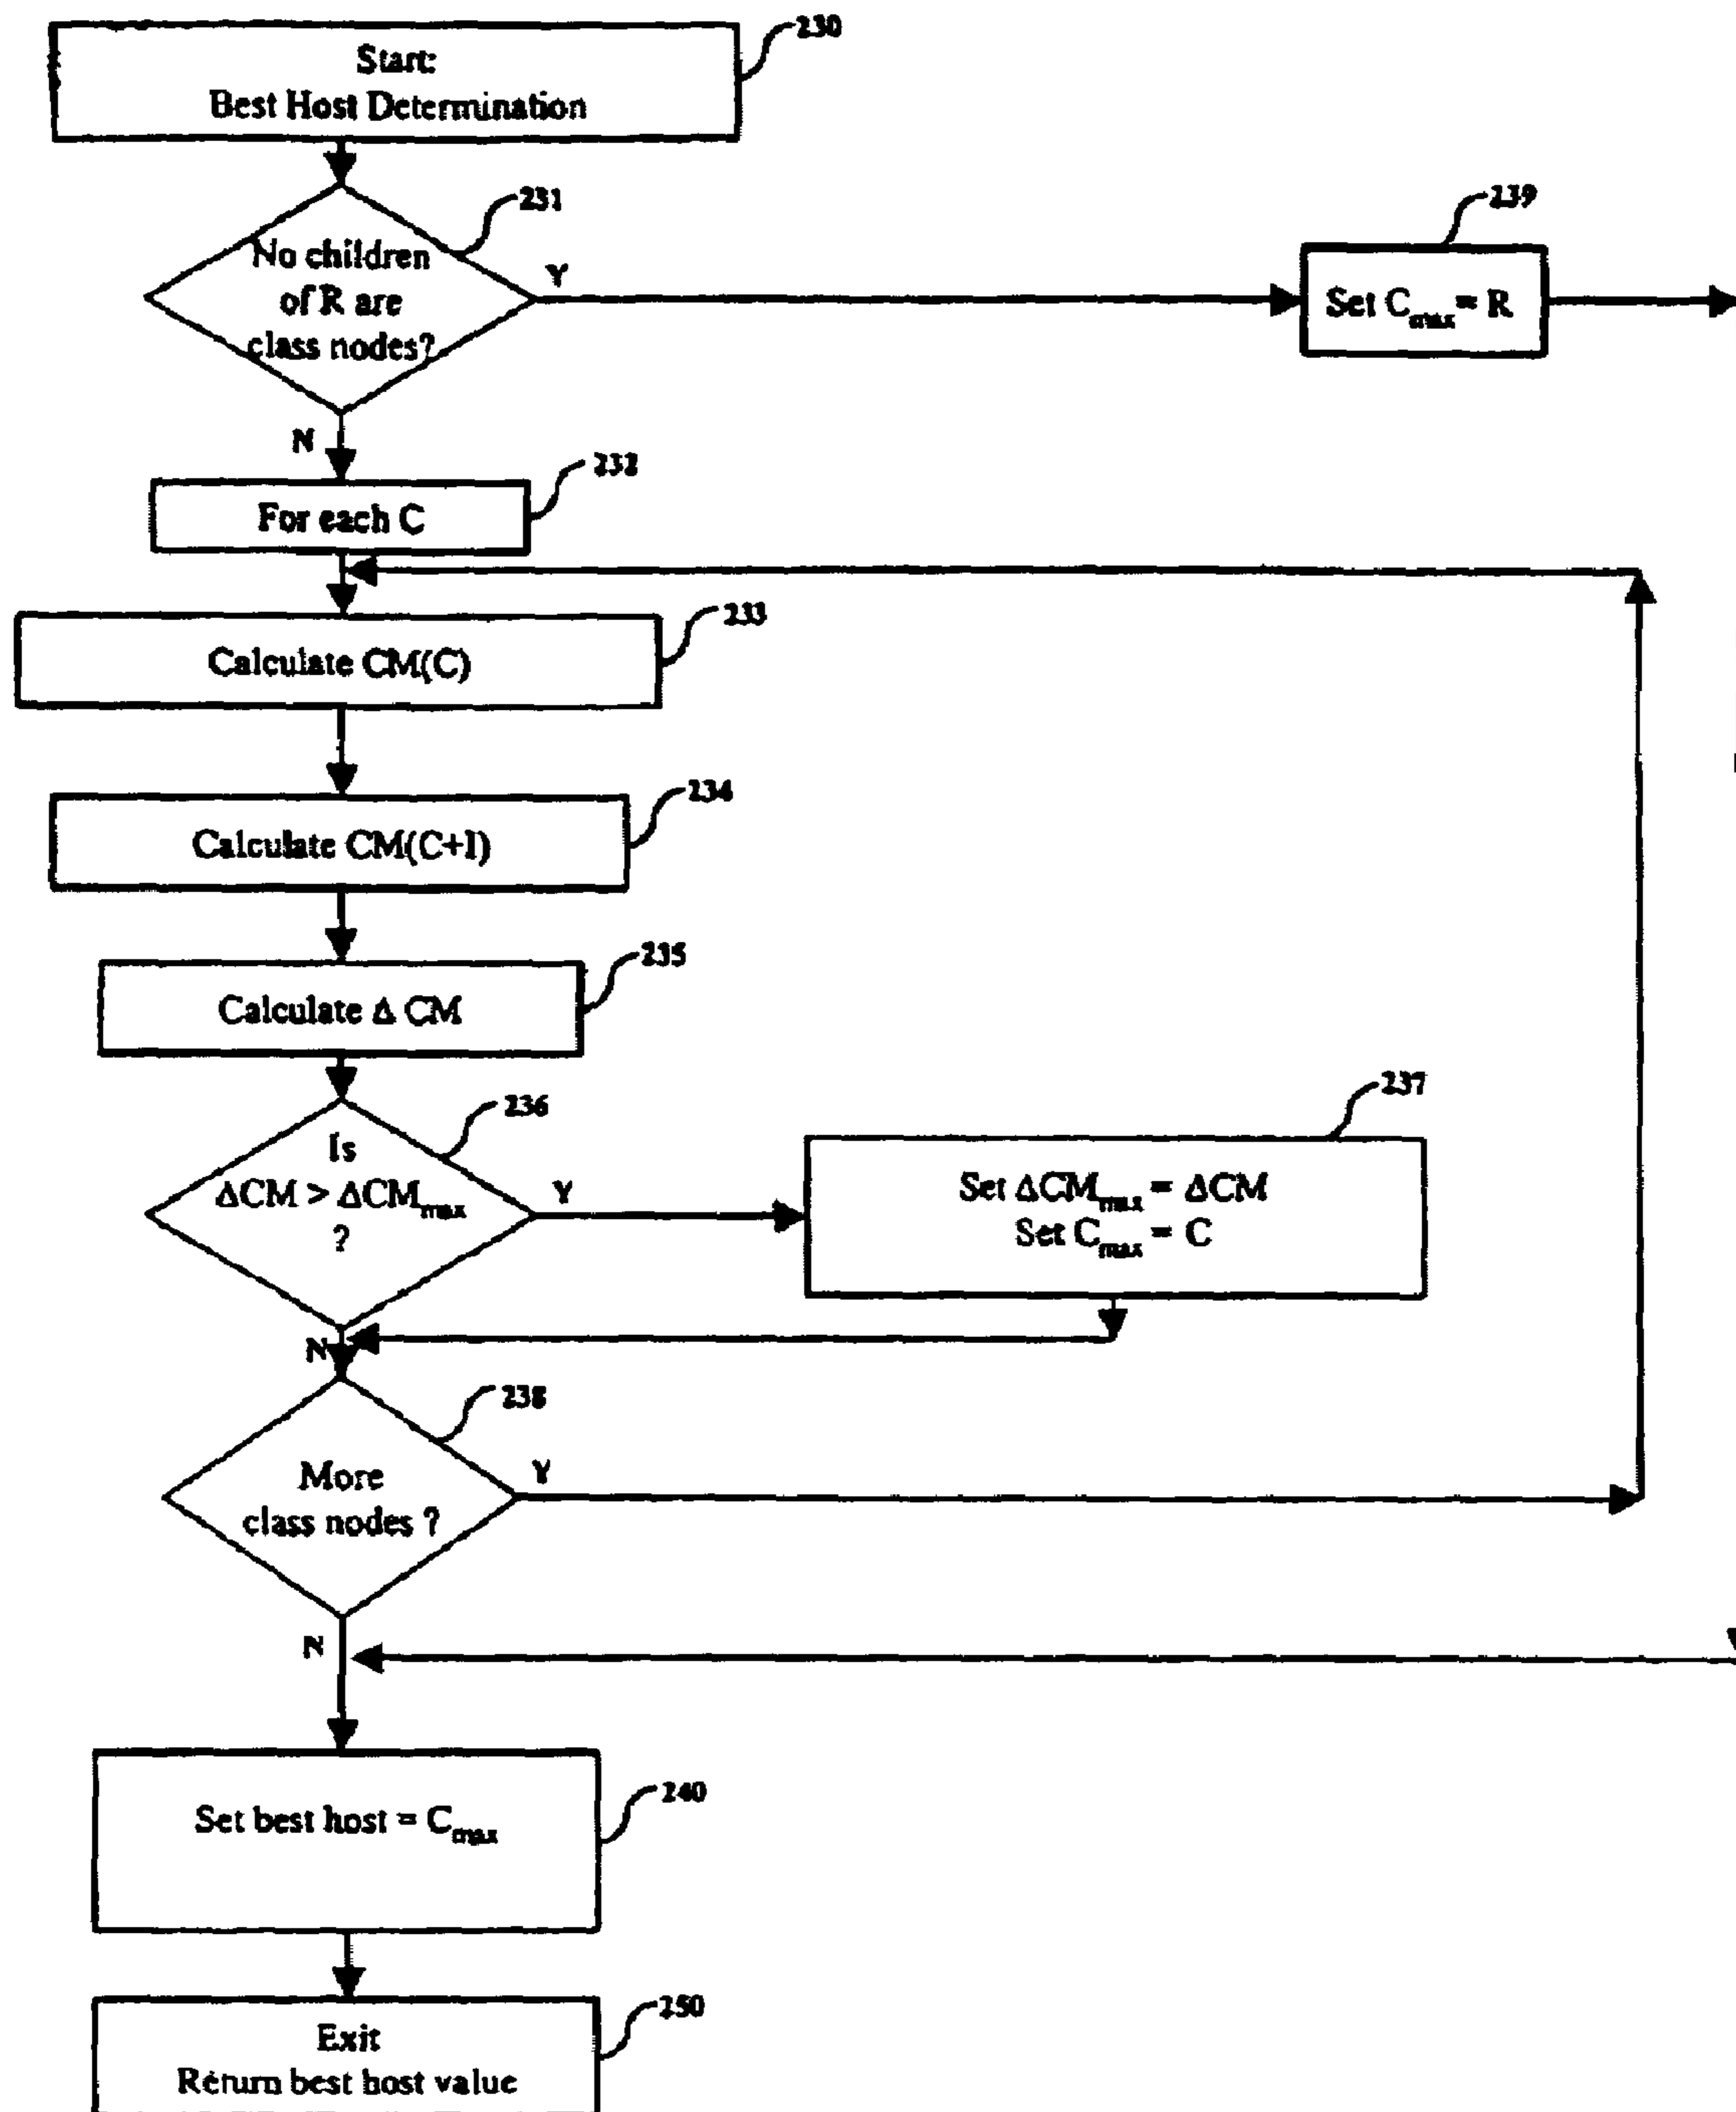 230
Start:
Best Host Determination
231
No children
of R are
class nodes?
Y
N
239
Set Cmax = R
232
For each C
233
Calculate CM(C)
234
Calculate CM(C+I)
235
Calculate Δ CM
236
Is
ΔCM > ΔCMmax
?
Y
N
237
Set ΔCMmax = ΔCM
Set Cmax = C
238
More
class nodes ?
Y
N
240
Set best host = Cmax
250
Exit
Return best host value